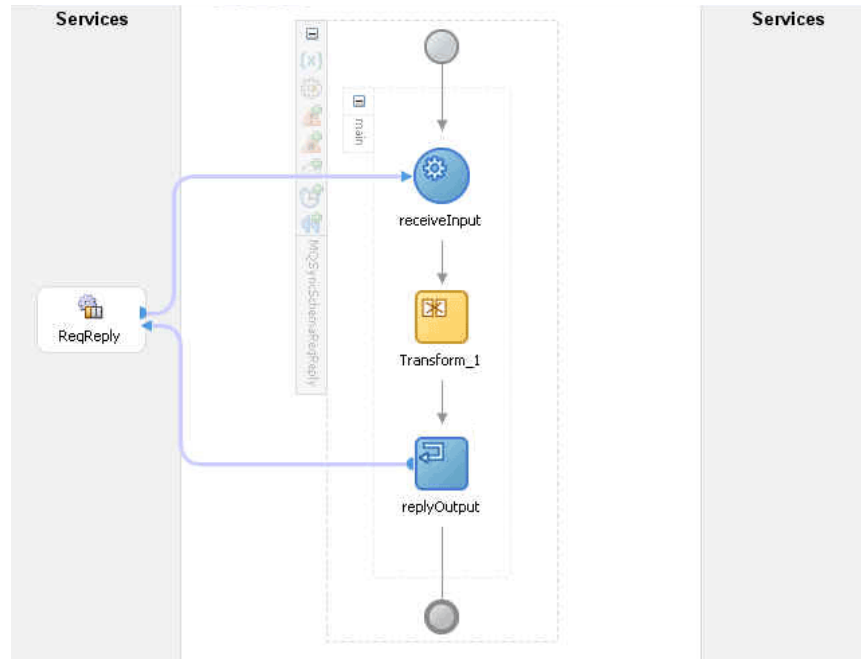 Services
Services
main
receiveInput
MQSyncSchemaReqReply
ReqReply
Transform_1
replyOutput